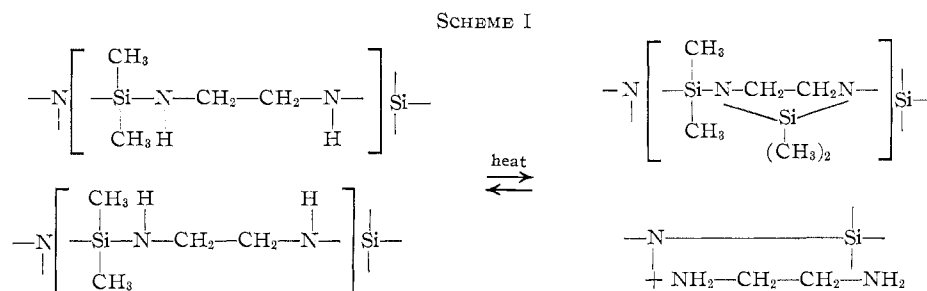 SCHEME I
CH₃ CH₃
—N—[—Si—N—CH₂—CH₂—N—]—Si— —N—[—Si—N—CH₂—CH₂N—]—Si—
CH₃ H H CH₃ Si
(CH₃)₂
heat
CH₃ H H
—N—[—Si—N—CH₂—CH₂—N—]—Si— —N—Si—
CH₃ + NH₂—CH₂—CH₂—NH₂